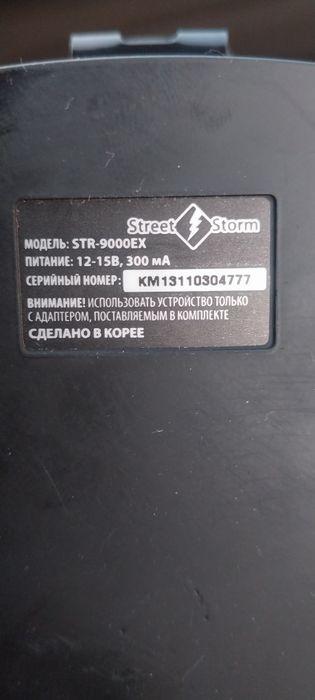 Street Storm
МОДЕЛЬ: STR-9000EX
ПИТАНИЕ: 12-15В, 300 мА
СЕРИЙНЫЙ НОМЕР: KM13110304777
ВНИМАНИЕ! ИСПОЛЬЗОВАТЬ УСТРОЙСТВО ТОЛЬКО
С АДАПТЕРОМ, ПОСТАВЛЯЕМЫМ В КОМПЛЕКТЕ
СДЕЛАНО В КОРЕЕ